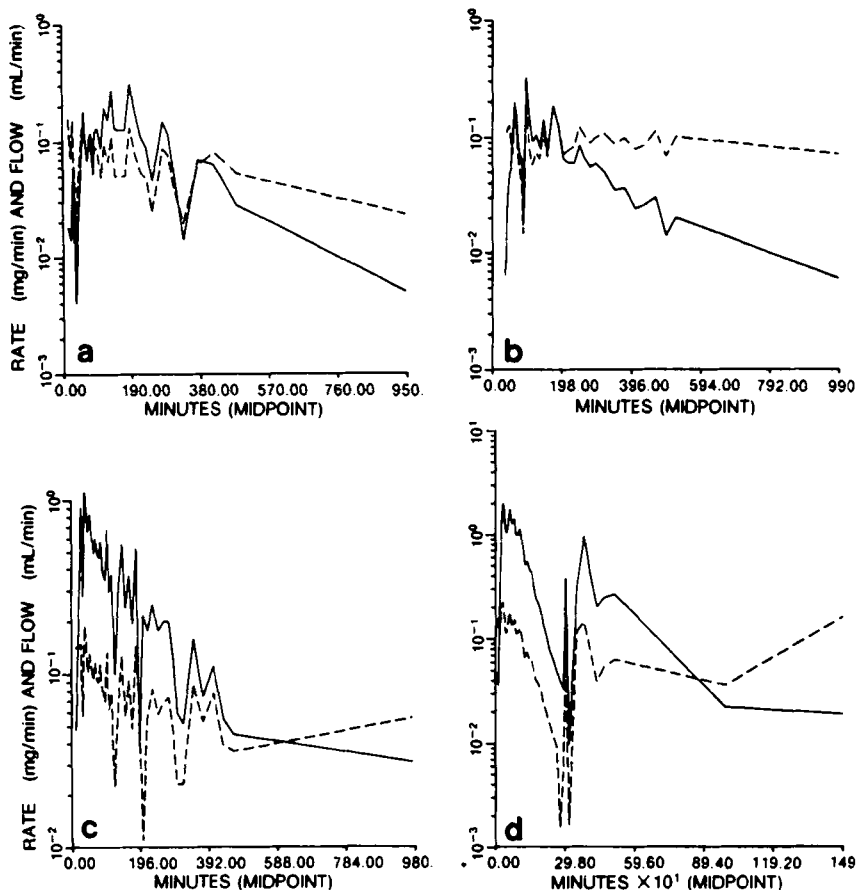 RATE (mg/min) AND FLOW (mL/min)
10⁰
10⁻¹
10⁻²
10⁻³
a
0.00 190.00 380.00 570.00 760.00 950.
MINUTES (MIDPOINT)
10⁰
10⁻¹
10⁻²
10⁻³
b
0.00 198.00 396.00 594.00 792.00 990
MINUTES (MIDPOINT)
RATE (mg/min) AND FLOW (mL/min)
10⁰
10⁻¹
10⁻²
c
0.00 196.00 392.00 588.00 784.00 980.
MINUTES (MIDPOINT)
10¹
10⁰
10⁻¹
10⁻²
10⁻³
d
0.00 29.80 59.60 89.40 119.20 149
MINUTES ×10¹ (MIDPOINT)